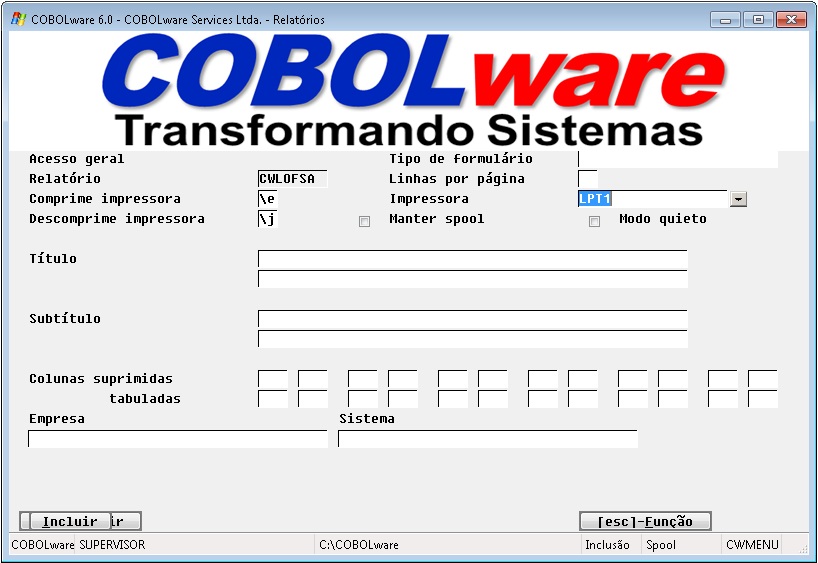 COBOLware 6.0 - COBOLware Services Ltda. - Relatórios
COBOLware
Transformando Sistemas
Acesso geral Tipo de formulário
Relatório CWLOFSA Linhas por página
Comprime impressora \e Impressora LPT1
Descomprime impressora \j Manter spool Modo quieto
Título
Subtítulo
Colunas suprimidas
tabuladas
Empresa Sistema
Incluir ir [esc]-Função
COBOLware SUPERVISOR C:\COBOLware Inclusão Spool CWMENU